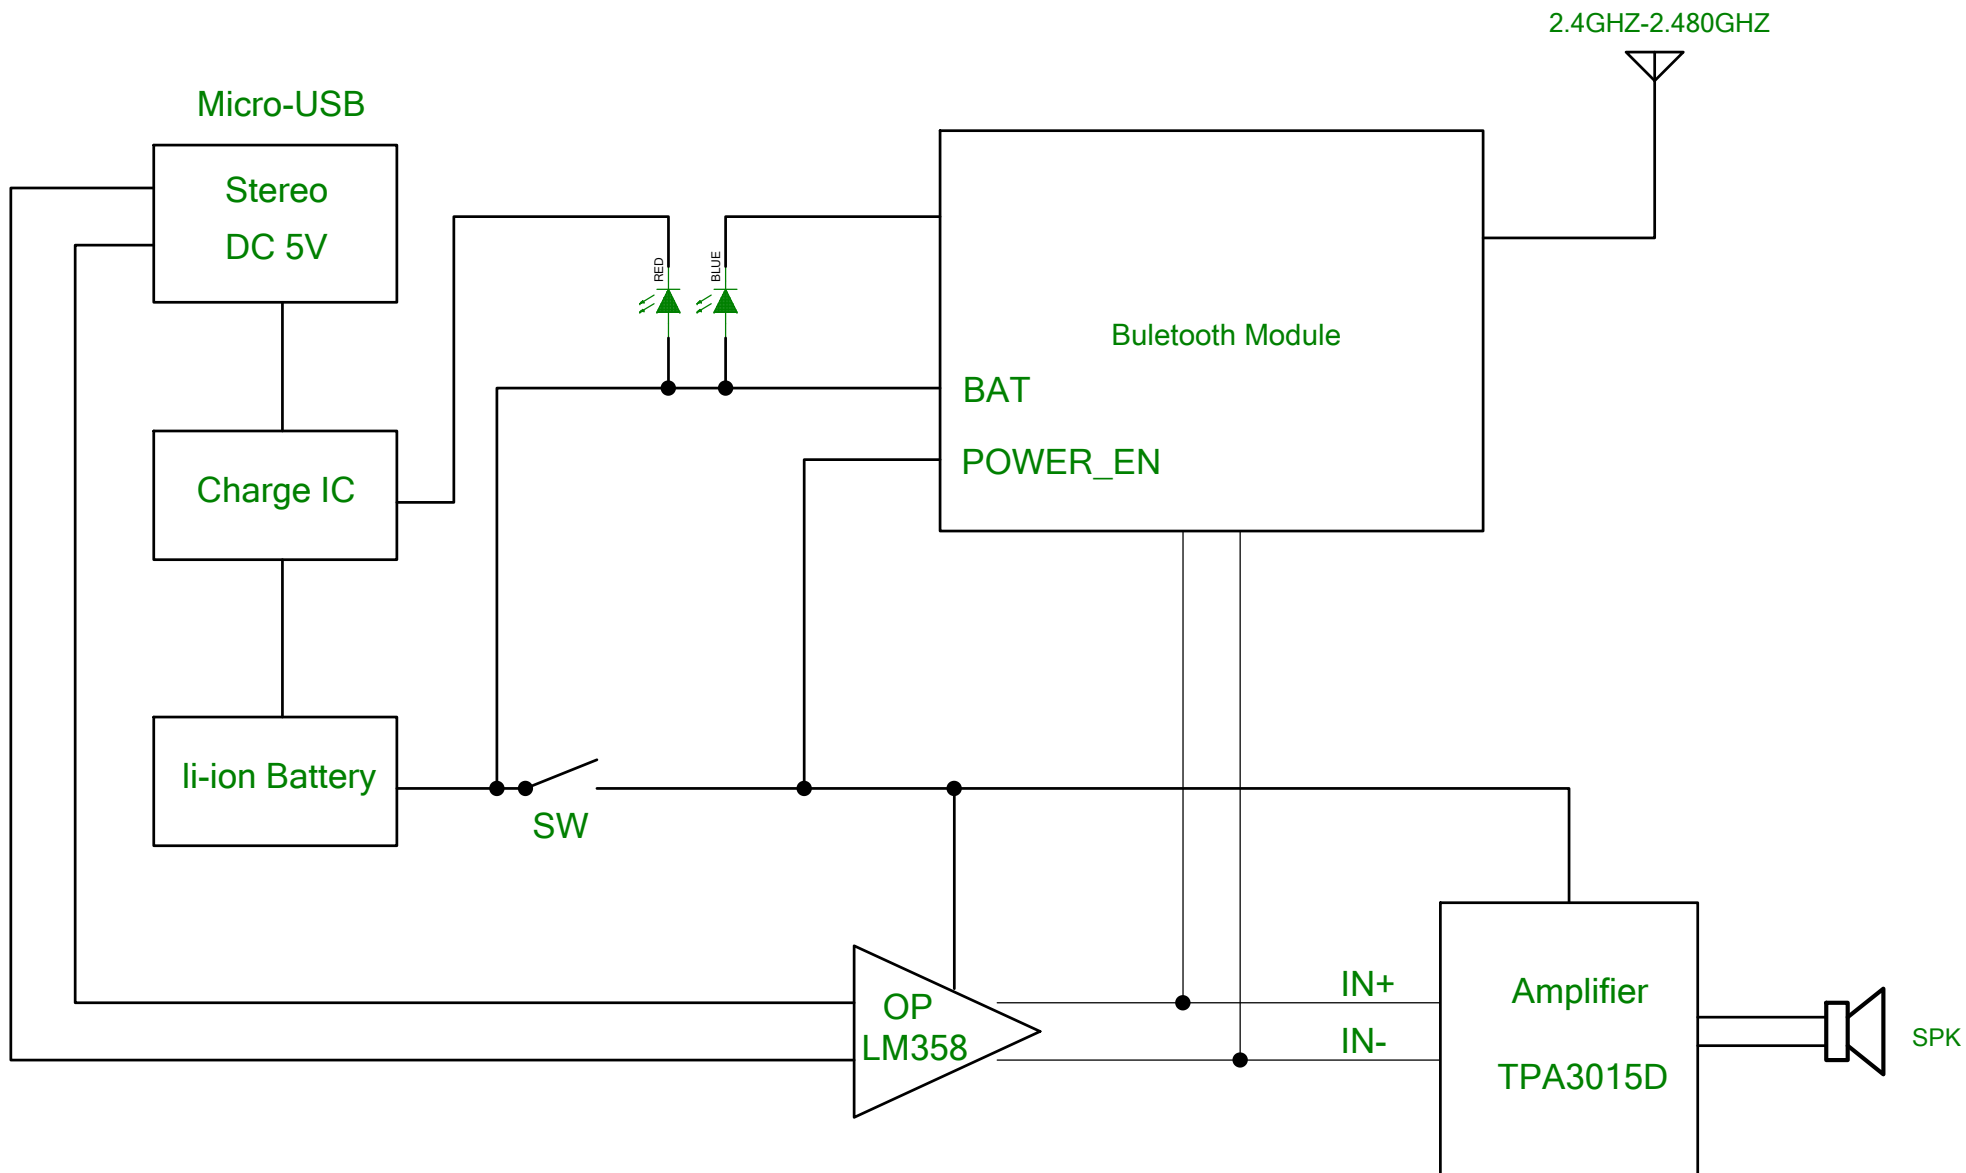 2.4GHZ-2.480GHZ
Micro-USB
Stereo
DC 5V
RED
BLUE
Buletooth Module
BAT
POWER_EN
Charge IC
li-ion Battery
SW
OP
LM358
IN+
IN-
Amplifier
TPA3015D
SPK